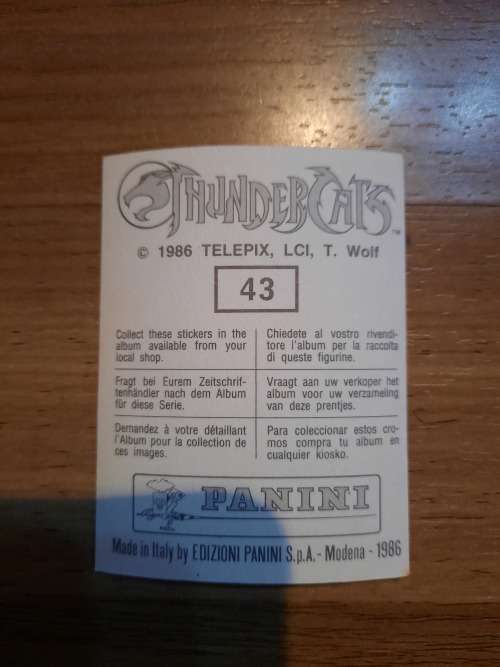 THUNDERCATS™
© 1986 TELEPIX, LCI, T. Wolf
43
Collect these stickers in the
album available from your
local shop.
Chiedete al vostro rivendi-
tore l'album per la raccolta
di queste figurine.
Fragt bei Eurem Zeitschrif-
tenhändler nach dem Album
für diese Serie.
Vraagt aan uw verkoper het
album voor uw verzameling
van deze prentjes.
Demandez à votre détaillant
l'Album pour la collection de
ces images.
Para coleccionar estos cro-
mos compra tu album en
cualquier kiosko.
PANINI
Made in Italy by EDIZIONI PANINI S.p.A. - Modena - 1986